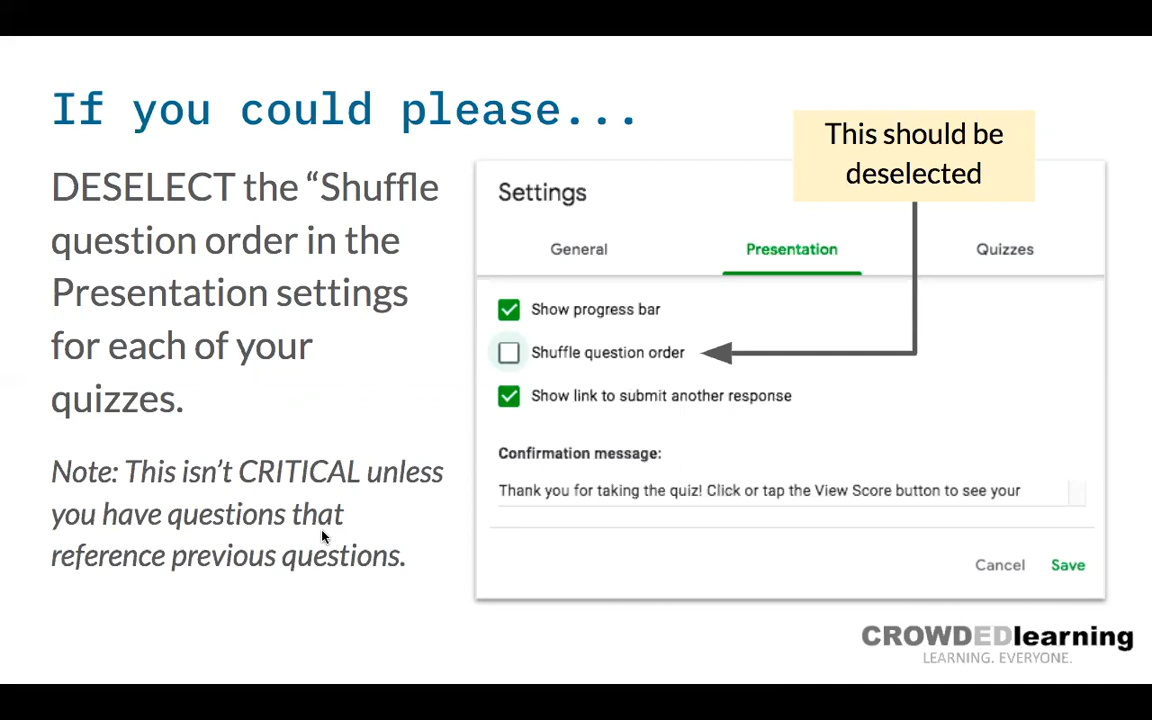 If you could please...
DESELECT the “Shuffle
question order in the
Presentation settings
for each of your
quizzes.
Note: This isn’t CRITICAL unless
you have questions that
reference previous questions.
This should be
deselected
Settings
General Presentation Quizzes
Show progress bar
Shuffle question order
Show link to submit another response
Confirmation message:
Thank you for taking the quiz! Click or tap the View Score button to see your
Cancel Save
CROWDEDlearning
LEARNING. EVERYONE.